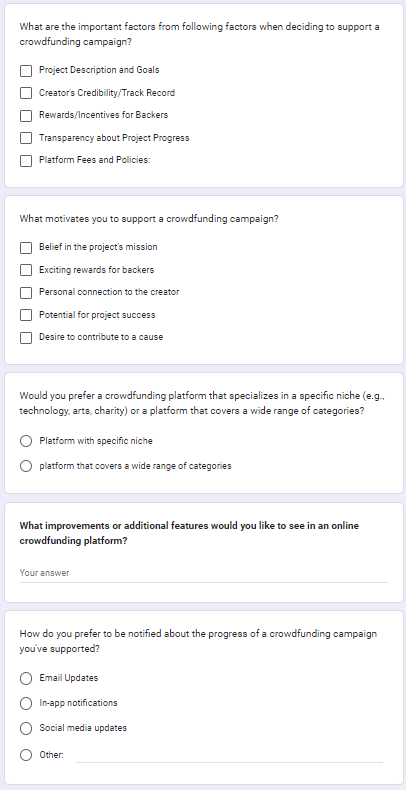 What are the important factors from following factors when deciding to support a
crowdfunding campaign?
Project Description and Goals
Creator's Credibility/Track Record
Rewards/Incentives for Backers
Transparency about Project Progress
Platform Fees and Policies:
What motivates you to support a crowdfunding campaign?
Belief in the project's mission
Exciting rewards for backers
Personal connection to the creator
Potential for project success
Desire to contribute to a cause
Would you prefer a crowdfunding platform that specializes in a specific niche (e.g.,
technology, arts, charity) or a platform that covers a wide range of categories?
Platform with specific niche
platform that covers a wide range of categories
What improvements or additional features would you like to see in an online
crowdfunding platform?
Your answer
How do you prefer to be notified about the progress of a crowdfunding campaign
you've supported?
Email Updates
In-app notifications
Social media updates
Other: